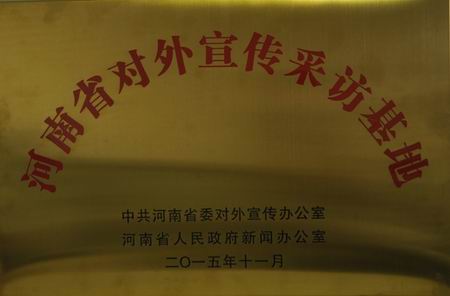 河南省对外宣传采访基地
中共河南省委对外宣传办公室
河南省人民政府新闻办公室
二〇一五年十一月